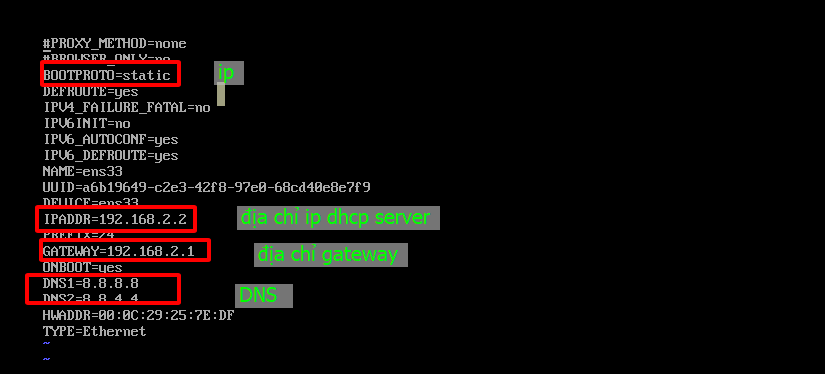 #PROXY_METHOD=none
#BROWSER_ONLY=no
BOOTPROTO=static ip
DEFROUTE=yes
IPV4_FAILURE_FATAL=no
IPV6INIT=no
IPV6_AUTOCONF=yes
IPV6_DEFROUTE=yes
NAME=ens33
UUID=a6b19649-c2e3-42f8-97e0-68cd40e8e7f9
DEVICE=ens33
IPADDR=192.168.2.2 địa chỉ ip dhcp server
PREFIX=24
GATEWAY=192.168.2.1 địa chỉ gateway
ONBOOT=yes
DNS1=8.8.8.8 DNS
DNS2=8.8.4.4
HWADDR=00:0C:29:25:7E:DF
TYPE=Ethernet
~
~